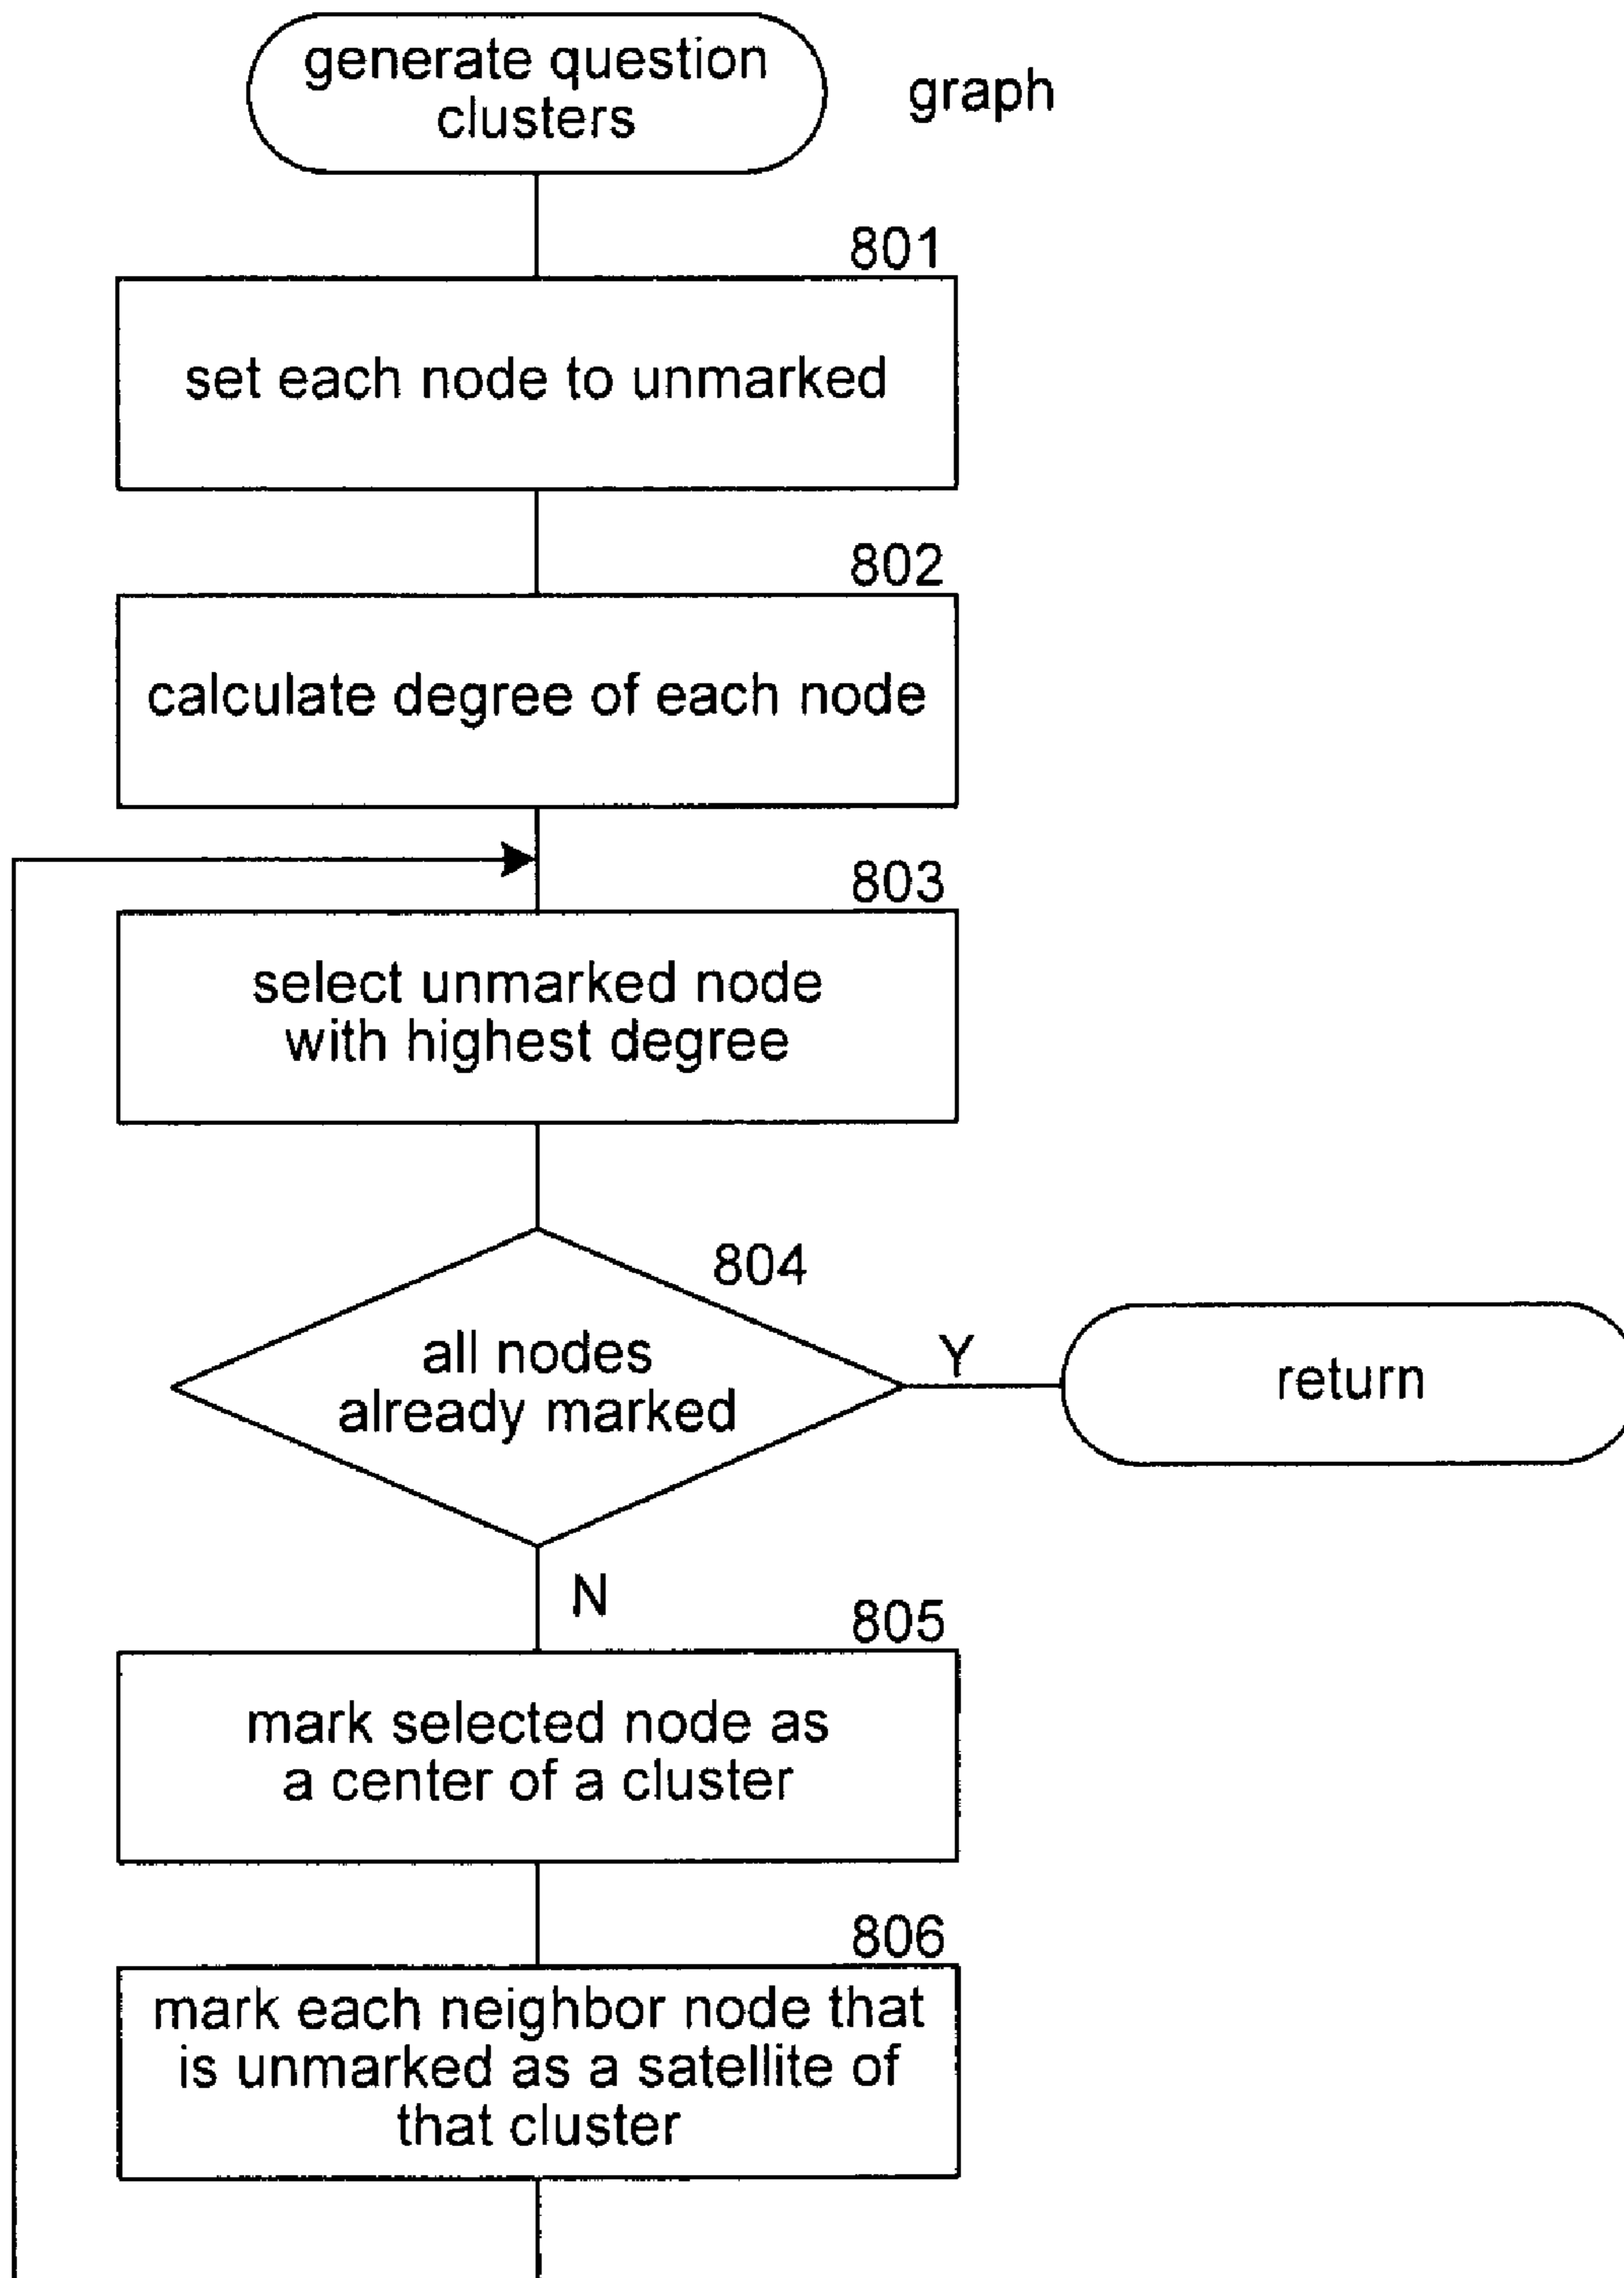 generate question
clusters
graph
801
set each node to unmarked
802
calculate degree of each node
803
select unmarked node
with highest degree
804
all nodes
already marked
Y
return
N
805
mark selected node as
a center of a cluster
806
mark each neighbor node that
is unmarked as a satellite of
that cluster